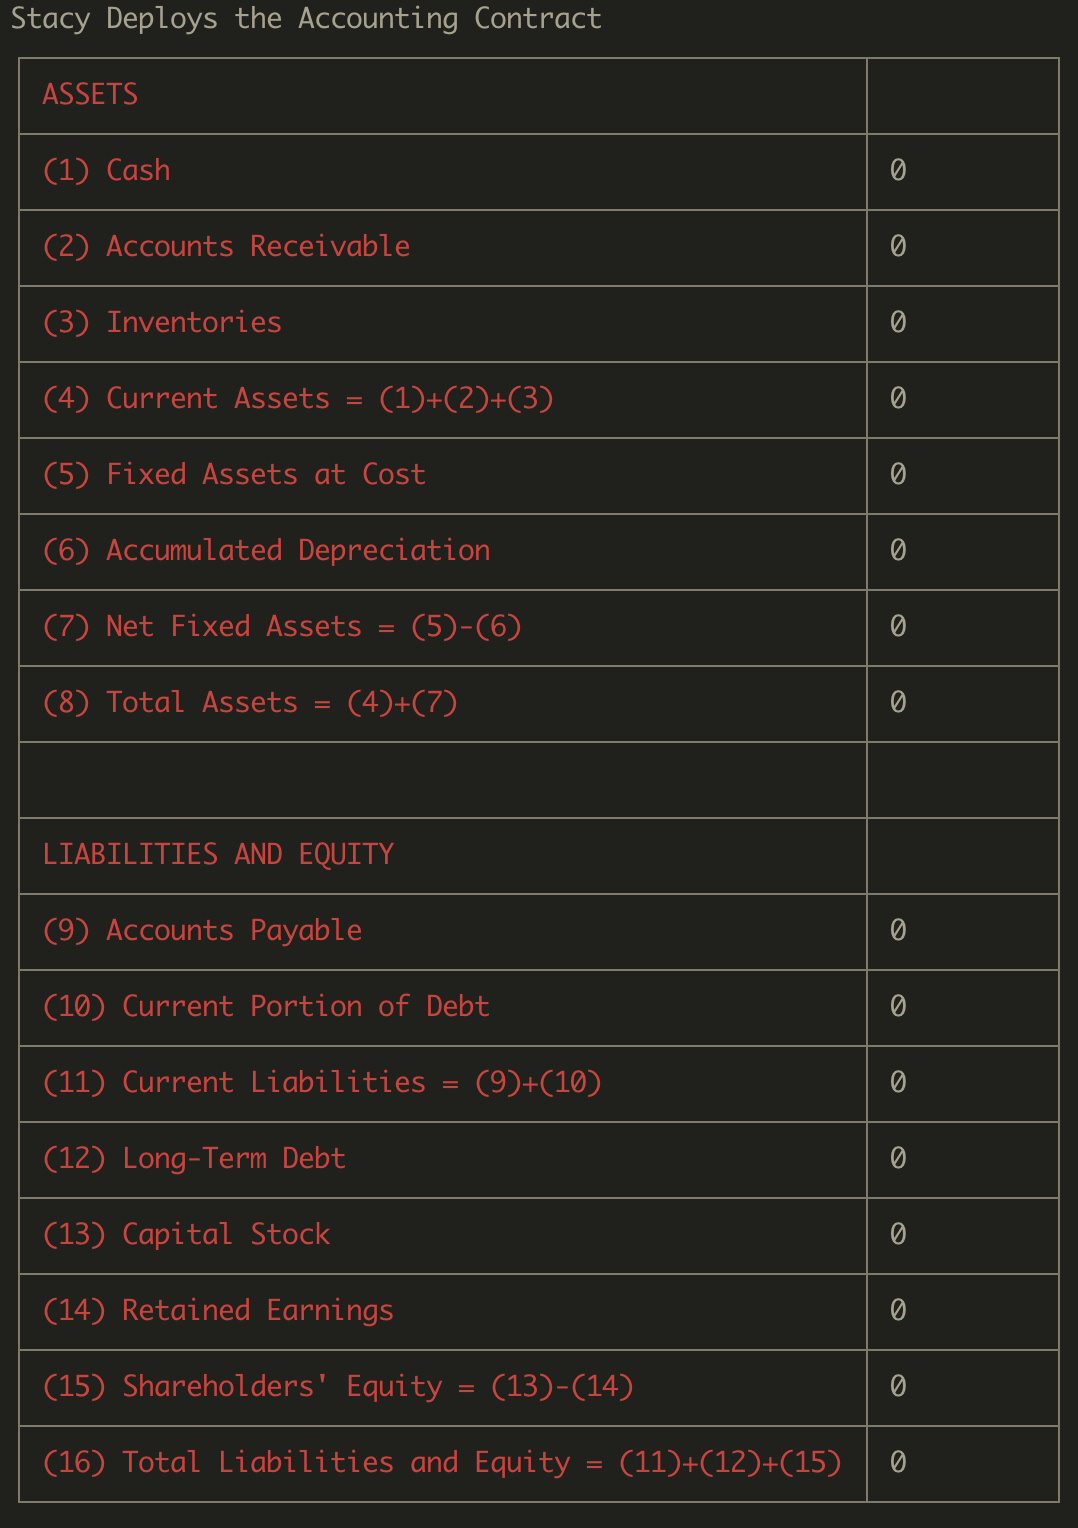 Stacy Deploys the Accounting Contract
ASSETS
(1) Cash 0
(2) Accounts Receivable 0
(3) Inventories 0
(4) Current Assets = (1)+(2)+(3) 0
(5) Fixed Assets at Cost 0
(6) Accumulated Depreciation 0
(7) Net Fixed Assets = (5)-(6) 0
(8) Total Assets = (4)+(7) 0
LIABILITIES AND EQUITY
(9) Accounts Payable 0
(10) Current Portion of Debt 0
(11) Current Liabilities = (9)+(10) 0
(12) Long-Term Debt 0
(13) Capital Stock 0
(14) Retained Earnings 0
(15) Shareholders' Equity = (13)-(14) 0
(16) Total Liabilities and Equity = (11)+(12)+(15) 0